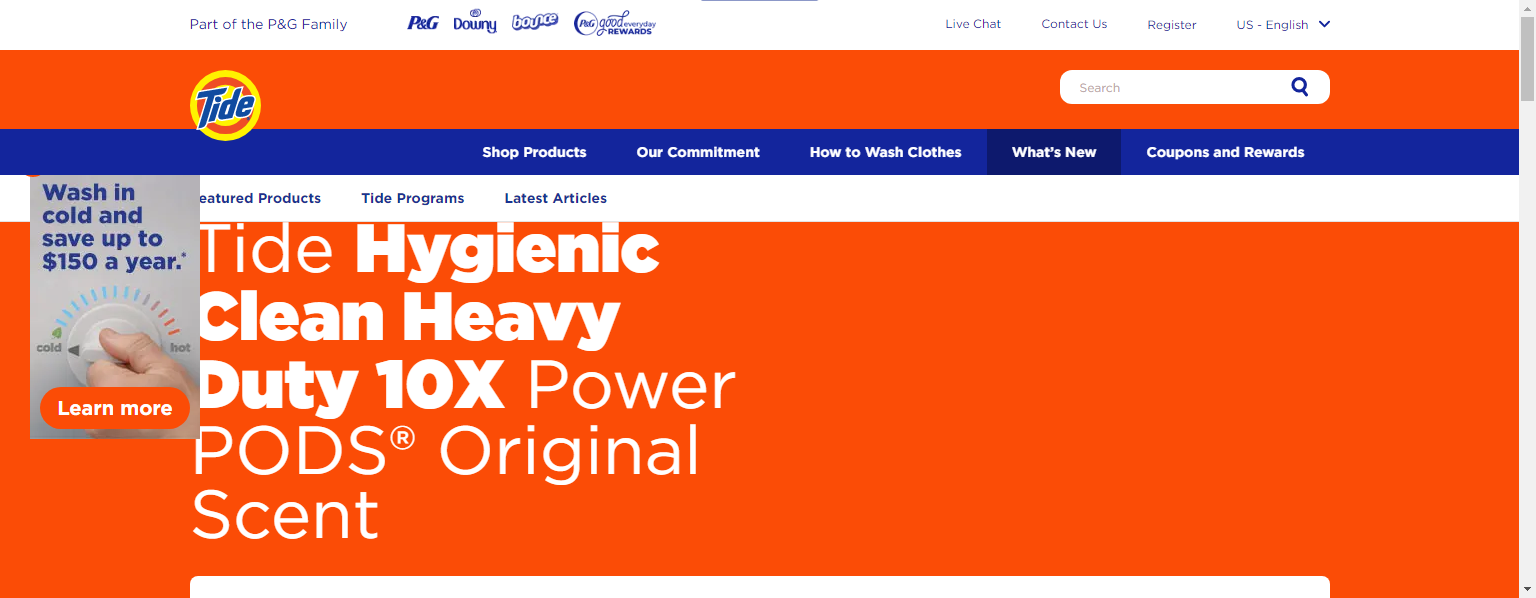 Part of the P&G Family
P&G
Downy
bounce
P&G good everyday REWARDS
Live Chat
Contact Us
Register
US - English
Tide
Search
Shop Products
Our Commitment
How to Wash Clothes
What's New
Coupons and Rewards
eatured Products
Tide Programs
Latest Articles
Wash in
cold and
save up to
$150 a year.*
cold
hot
Learn more
Tide Hygienic
Clean Heavy
Duty 10X Power
PODS® Original
Scent